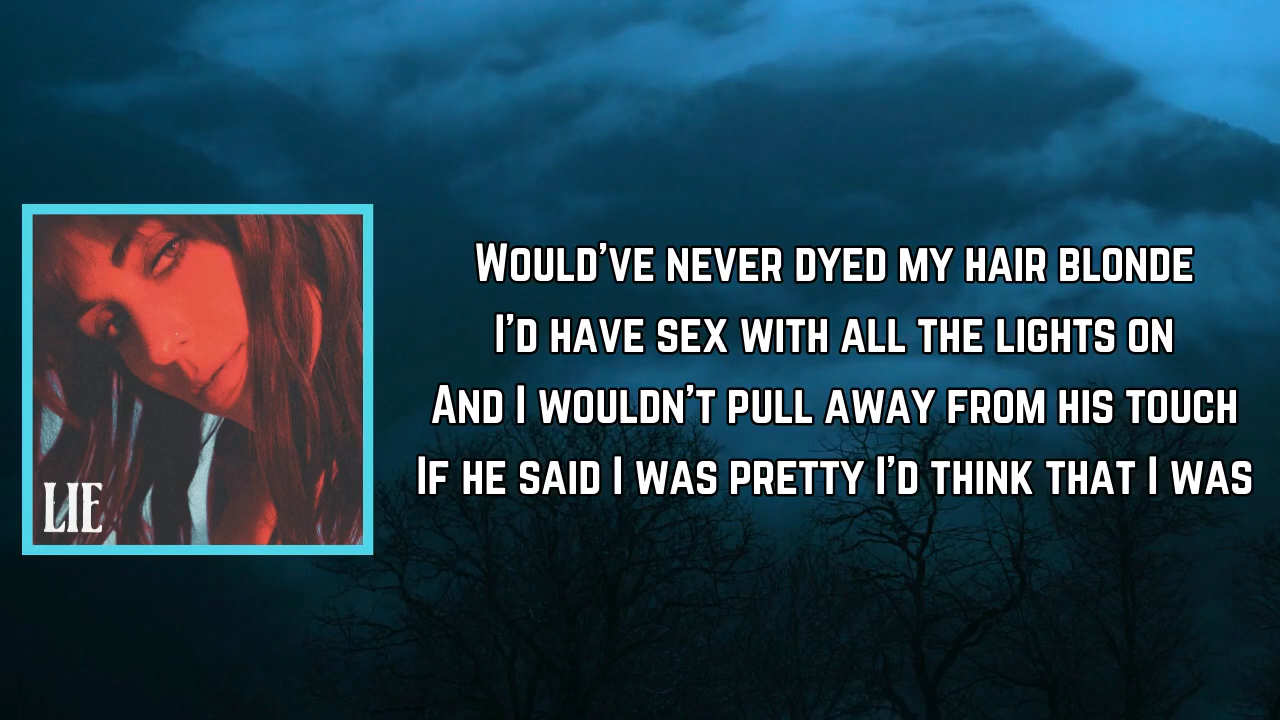 LIE
Would've never dyed my hair blonde
I'd have sex with all the lights on
And I wouldn't pull away from his touch
If he said I was pretty I'd think that I was